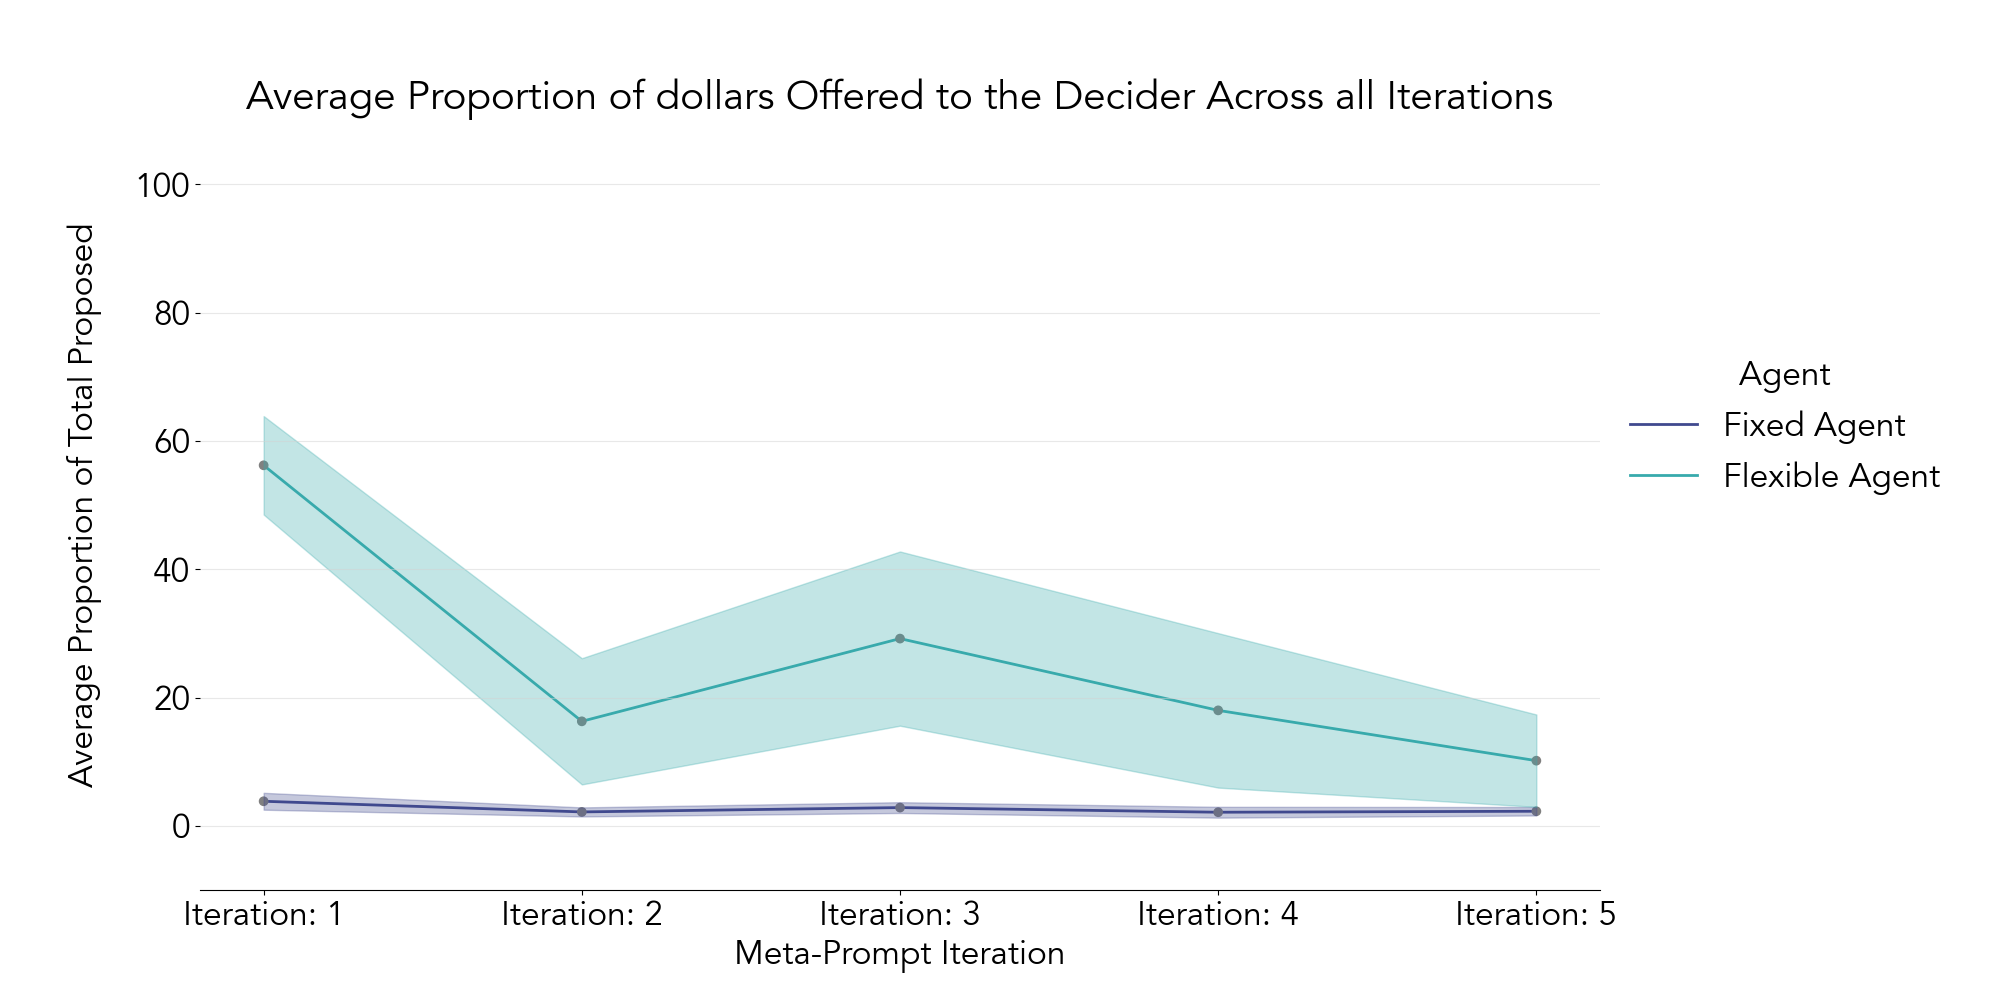 Average Proportion of dollars Offered to the Decider Across all Iterations
Average Proportion of Total Proposed
100
80
60
40
20
0
Iteration: 1
Iteration: 2
Iteration: 3
Iteration: 4
Iteration: 5
Meta-Prompt Iteration
Agent
Fixed Agent
Flexible Agent